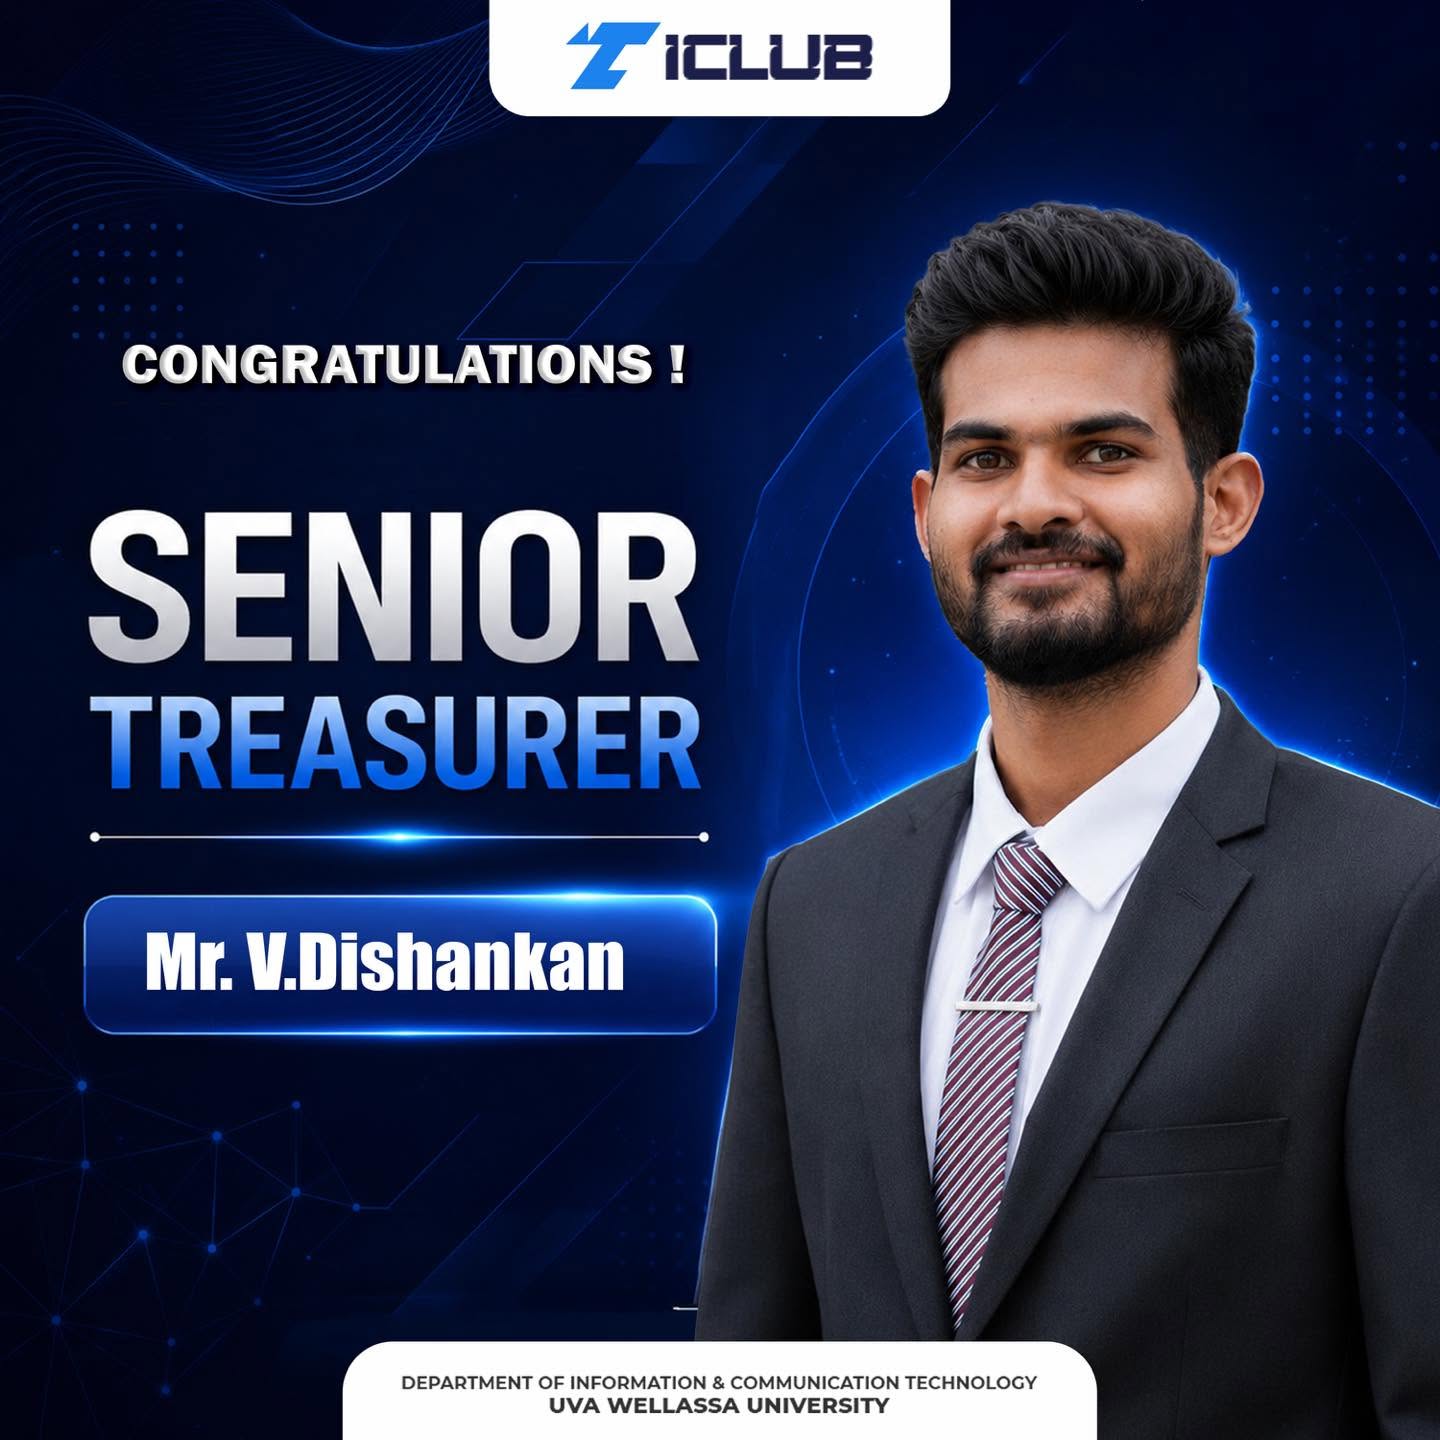 ICLUB
CONGRATULATIONS !
SENIOR
TREASURER
Mr. V.Dishankan
DEPARTMENT OF INFORMATION & COMMUNICATION TECHNOLOGY
UVA WELLASSA UNIVERSITY